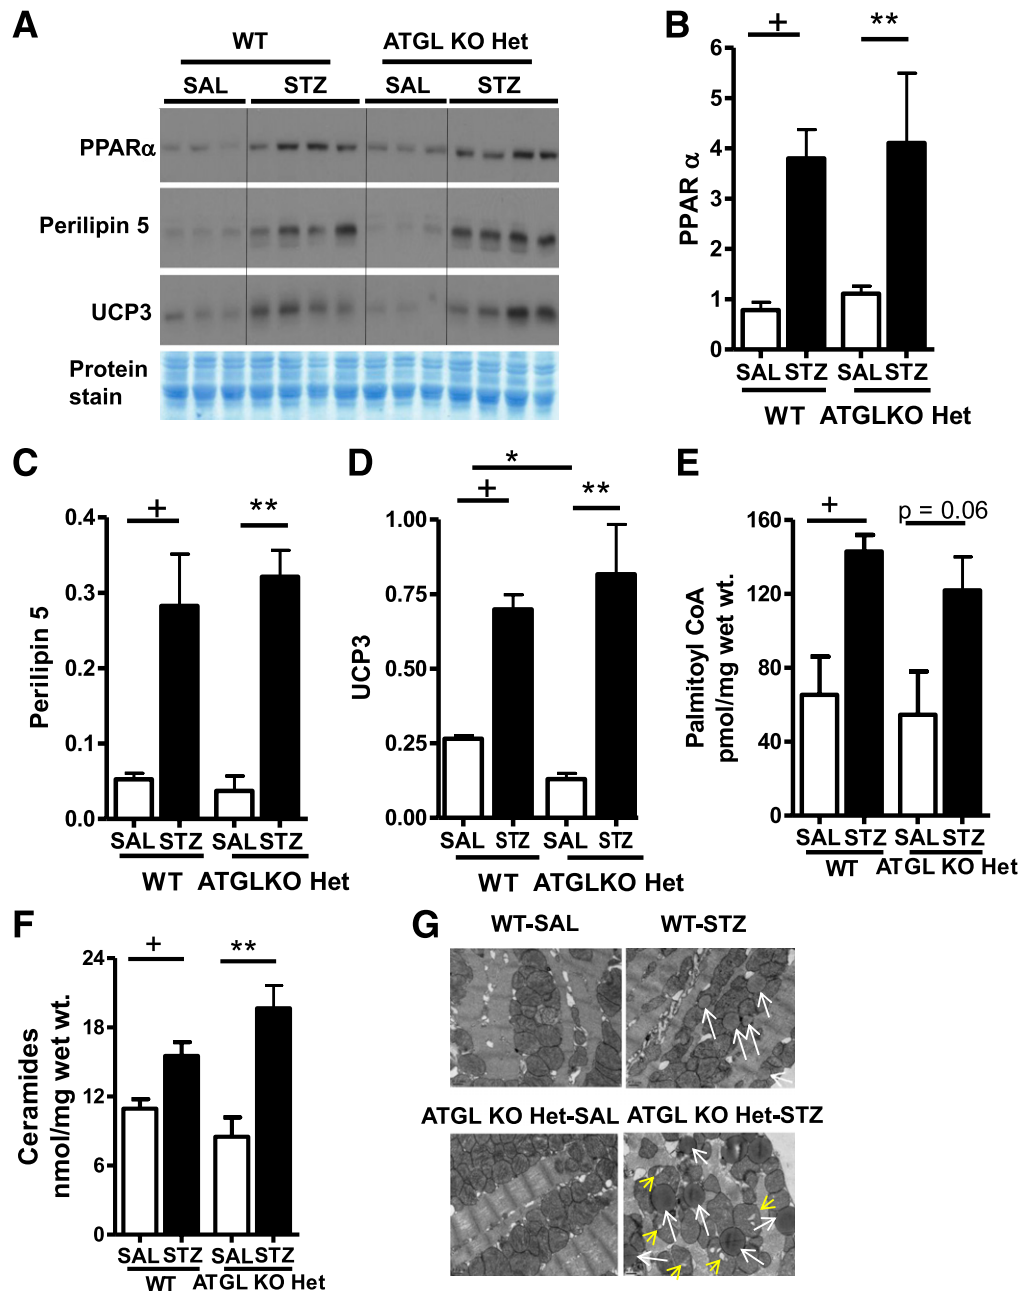 A
WT
ATGL KO Het
SAL
STZ
SAL
STZ
PPARα
Perilipin 5
UCP3
Protein
stain
B
+
**
PPAR α
6
5
4
3
2
1
0
SAL STZ SAL STZ
WT ATGLKO Het
C
+
**
Perilipin 5
0.4
0.3
0.2
0.1
0.0
SAL STZ SAL STZ
WT ATGLKO Het
D
*
+
**
UCP3
1.00
0.75
0.50
0.25
0.00
SAL STZ SAL STZ
WT ATGLKO Het
E
+
p = 0.06
Palmitoyl CoA
pmol/mg wet wt.
160
120
80
40
0
SAL STZ SAL STZ
WT ATGL KO Het
F
+
**
Ceramides
nmol/mg wet wt.
24
18
12
6
0
SAL STZ SAL STZ
WT ATGL KO Het
G
WT-SAL
WT-STZ
ATGL KO Het-SAL
ATGL KO Het-STZ